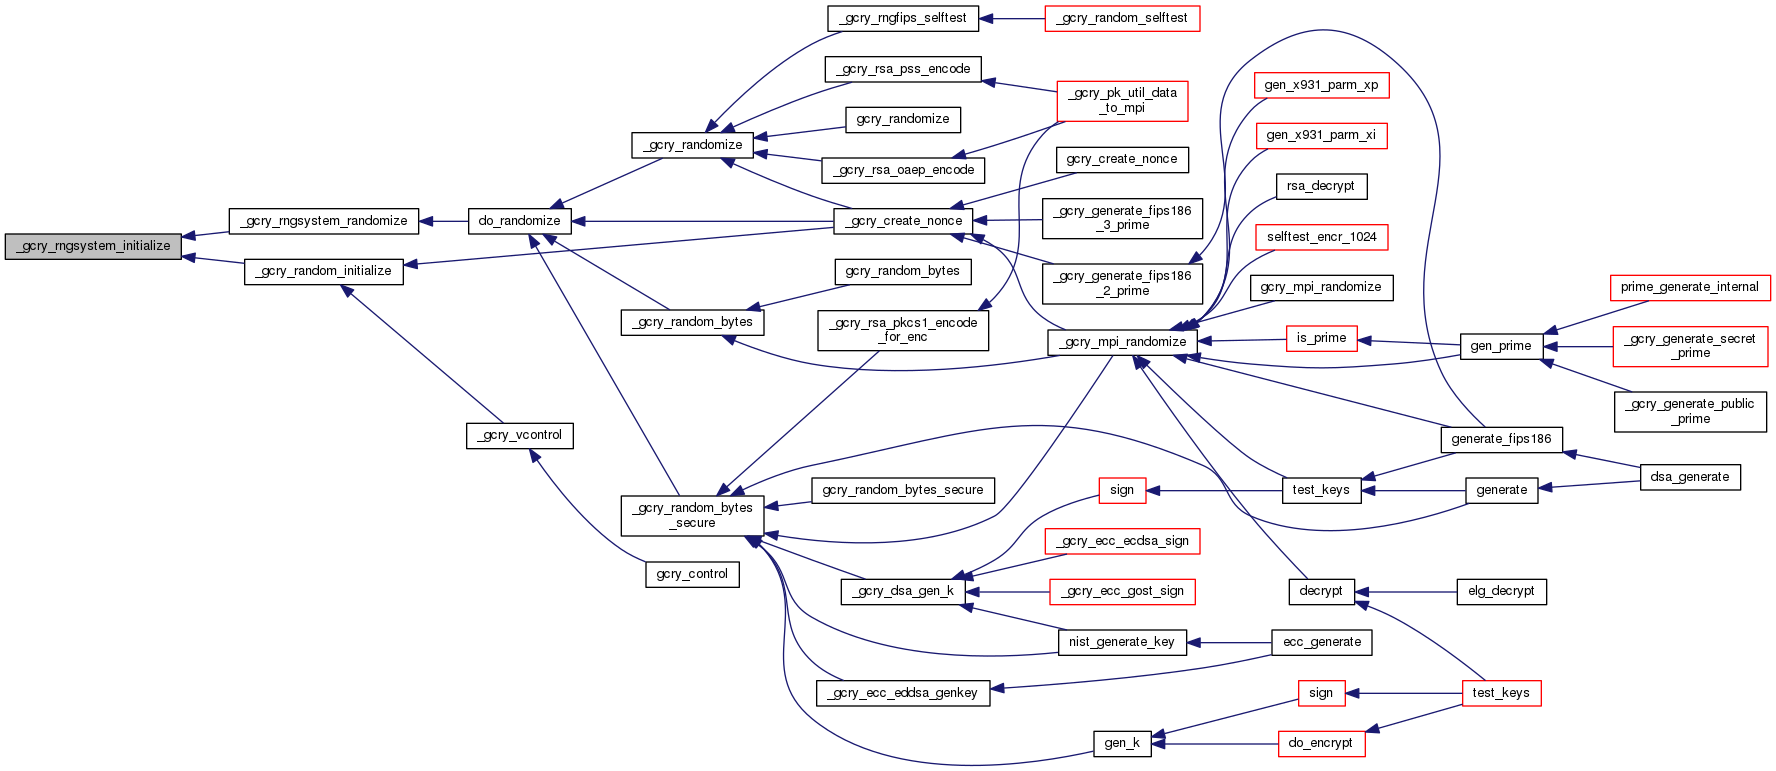 _gcry_rngsystem_initialize
_gcry_rngsystem_randomize
_gcry_random_initialize
do_randomize
_gcry_vcontrol
_gcry_randomize
_gcry_random_bytes
_gcry_random_bytes
_secure
gcry_control
_gcry_rngfips_selftest
_gcry_rsa_pss_encode
gcry_randomize
_gcry_rsa_oaep_encode
_gcry_create_nonce
gcry_random_bytes
_gcry_rsa_pkcs1_encode
_for_enc
gcry_random_bytes_secure
_gcry_dsa_gen_k
_gcry_ecc_eddsa_genkey
_gcry_random_selftest
_gcry_pk_util_data
_to_mpi
gcry_create_nonce
_gcry_generate_fips186
_3_prime
_gcry_generate_fips186
_2_prime
_gcry_mpi_randomize
sign
_gcry_ecc_ecdsa_sign
_gcry_ecc_gost_sign
nist_generate_key
gen_k
gen_x931_parm_xp
gen_x931_parm_xi
rsa_decrypt
selftest_encr_1024
gcry_mpi_randomize
is_prime
test_keys
decrypt
ecc_generate
sign
do_encrypt
gen_prime
generate_fips186
generate
elg_decrypt
test_keys
prime_generate_internal
_gcry_generate_secret
_prime
_gcry_generate_public
_prime
dsa_generate